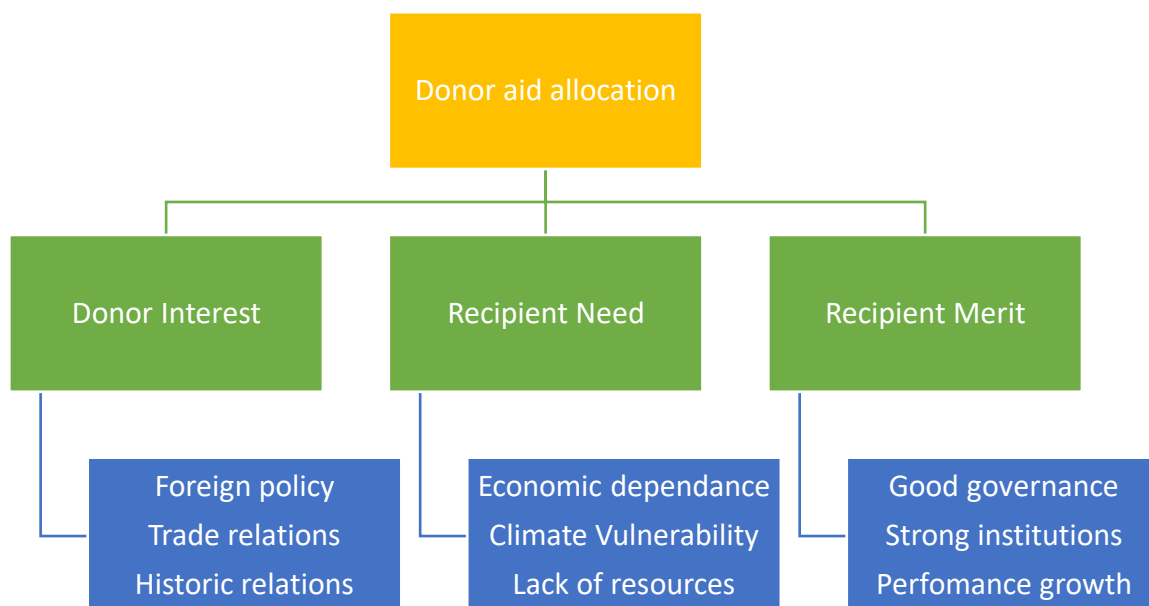 Donor aid allocation
Donor Interest
Recipient Need
Recipient Merit
Foreign policy
Trade relations
Historic relations
Economic dependance
Climate Vulnerability
Lack of resources
Good governance
Strong institutions
Perfomance growth